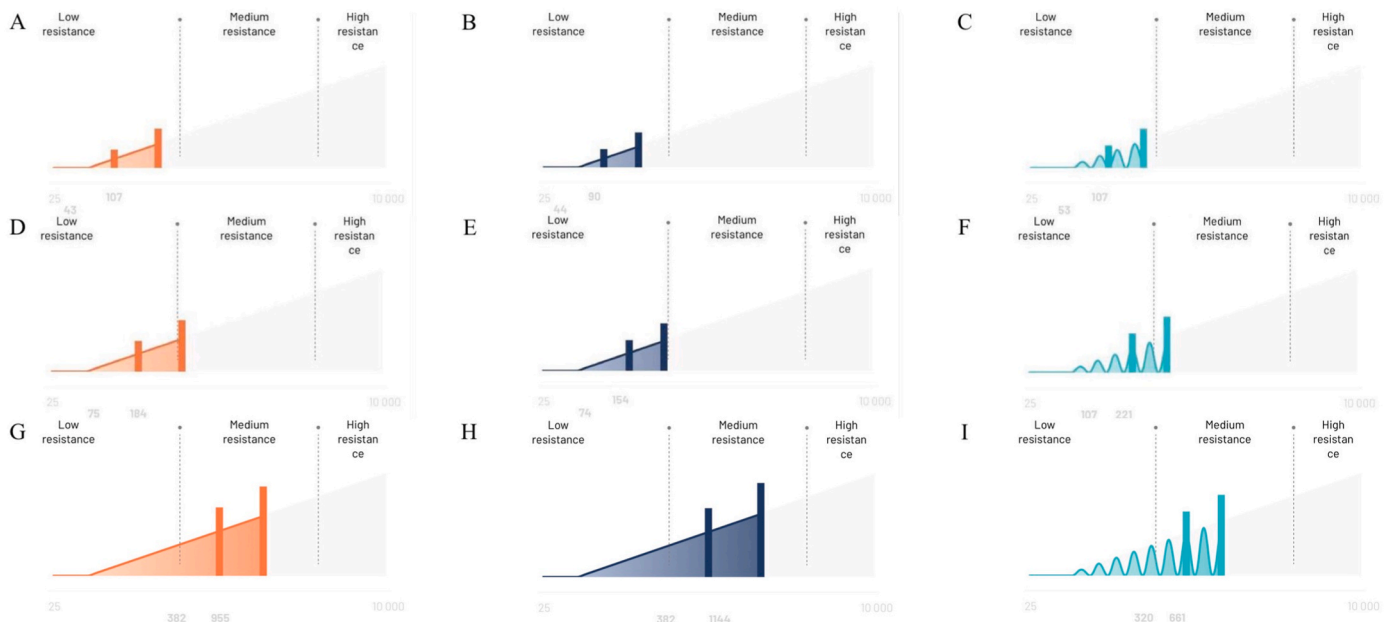 A
Low
resistance
Medium
resistance
High
resistan
ce
25
43
107
10 000
B
Low
resistance
Medium
resistance
High
resistan
ce
25
44
90
10 000
C
Low
resistance
Medium
resistance
High
resistan
ce
25
53
107
10 000
D
Low
resistance
Medium
resistance
High
resistan
ce
25
75
184
10 000
E
Low
resistance
Medium
resistance
High
resistan
ce
25
74
154
10 000
F
Low
resistance
Medium
resistance
High
resistan
ce
25
107
221
10 000
G
Low
resistance
Medium
resistance
High
resistan
ce
25
382
955
10 000
H
Low
resistance
Medium
resistance
High
resistan
ce
25
382
1144
10 000
I
Low
resistance
Medium
resistance
High
resistan
ce
25
320
661
10 000